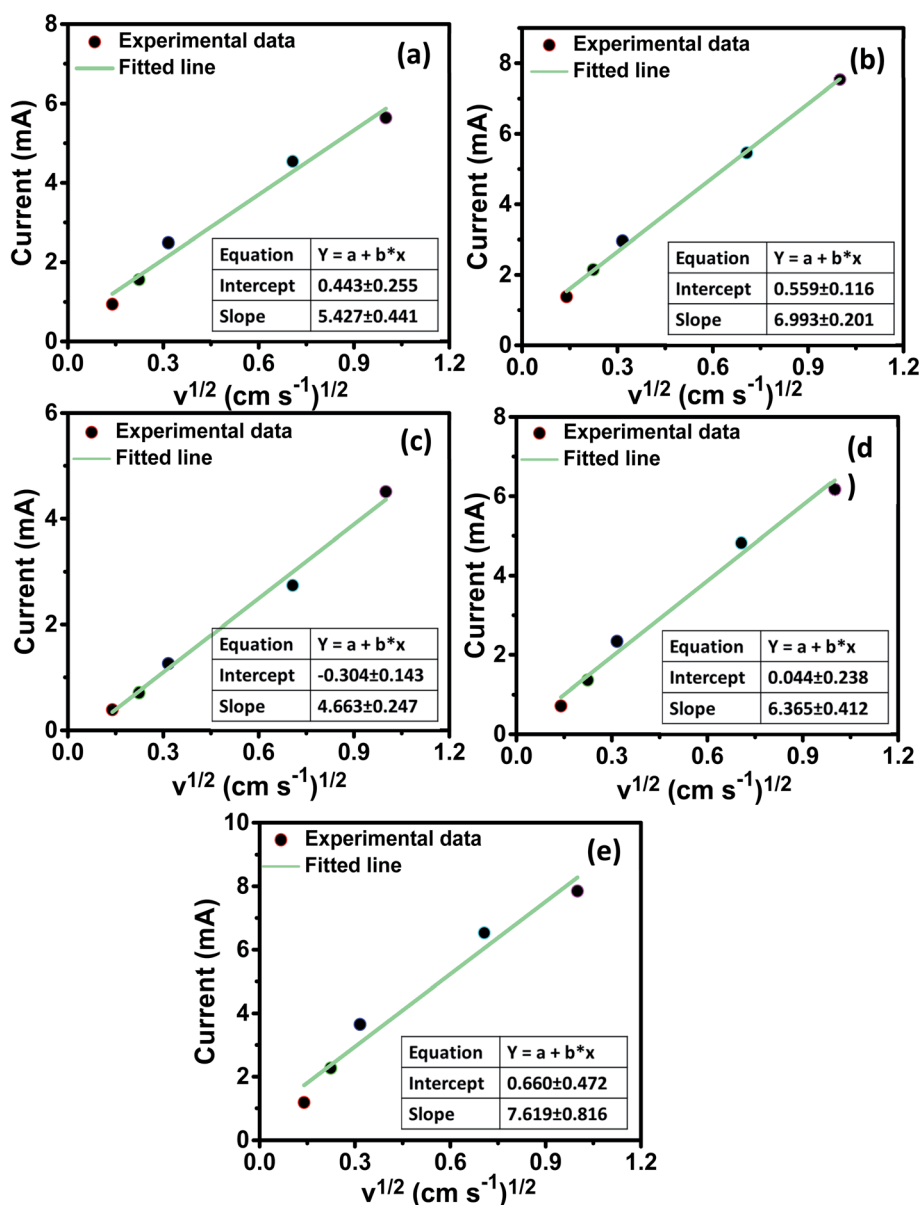 8
6
4
2
0
Current (mA)
Experimental data
Fitted line
(a)
Equation Y = a + b*x
Intercept 0.443±0.255
Slope 5.427±0.441
0.0 0.3 0.6 0.9 1.2
v^1/2 (cm s^-1)^1/2
8
6
4
2
0
Current (mA)
Experimental data
Fitted line
(b)
Equation Y = a + b*x
Intercept 0.559±0.116
Slope 6.993±0.201
0.0 0.3 0.6 0.9 1.2
v^1/2 (cm s^-1)^1/2
6
4
2
0
Current (mA)
Experimental data
Fitted line
(c)
Equation Y = a + b*x
Intercept -0.304±0.143
Slope 4.663±0.247
0.0 0.3 0.6 0.9 1.2
v^1/2 (cm s^-1)^1/2
8
6
4
2
0
Current (mA)
Experimental data
Fitted line
(d
)
Equation Y = a + b*x
Intercept 0.044±0.238
Slope 6.365±0.412
0.0 0.3 0.6 0.9 1.2
v^1/2 (cm s^-1)^1/2
10
8
6
4
2
0
Current (mA)
Experimental data
Fitted line
(e)
Equation Y = a + b*x
Intercept 0.660±0.472
Slope 7.619±0.816
0.0 0.3 0.6 0.9 1.2
v^1/2 (cm s^-1)^1/2